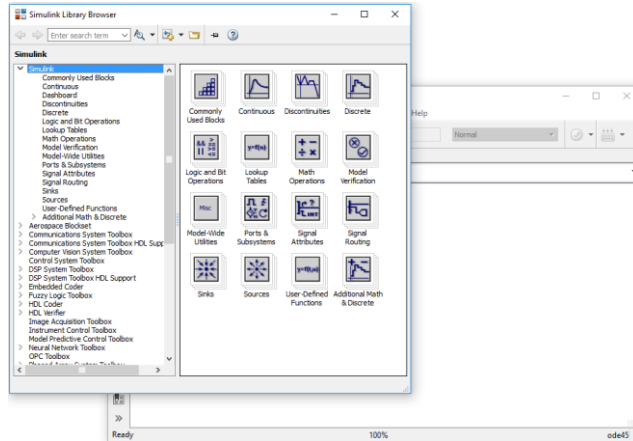 Simulink Library Browser
Enter search term
Simulink
Simulink
Commonly Used Blocks
Continuous
Dashboard
Discontinuities
Discrete
Logic and Bit Operations
Lookup Tables
Math Operations
Model Verification
Model-Wide Utilities
Ports & Subsystems
Signal Attributes
Signal Routing
Sinks
Sources
User-Defined Functions
Additional Math & Discrete
Aerospace Blockset
Communications System Toolbox
Communications System Toolbox HDL Supp
Computer Vision System Toolbox
Control System Toolbox
DSP System Toolbox
DSP System Toolbox HDL Support
Embedded Coder
Fuzzy Logic Toolbox
HDL Coder
HDL Verifier
Image Acquisition Toolbox
Instrument Control Toolbox
Model Predictive Control Toolbox
Neural Network Toolbox
OPC Toolbox
Phased Array System Toolbox
Commonly
Used Blocks
Continuous
Discontinuities
Discrete
y=f(u)
Logic and Bit
Operations
Lookup
Tables
Math
Operations
Model
Verification
Misc
Model-Wide
Utilities
Ports &
Subsystems
Signal
Attributes
Signal
Routing
y=f(u)
Sinks
Sources
User-Defined
Functions
Additional Math
& Discrete
Help
Normal
Ready
100%
ode45